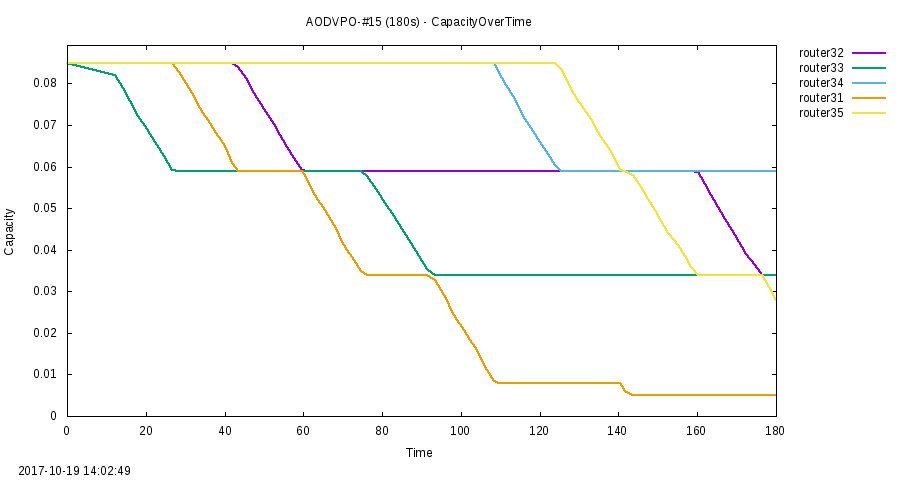 AODVPO-#15 (180s) - CapacityOverTime
router32
router33
router34
router31
router35
0.08
0.07
0.06
0.05
0.04
0.03
0.02
0.01
0
Capacity
0 20 40 60 80 100 120 140 160 180
Time
2017-10-19 14:02:49